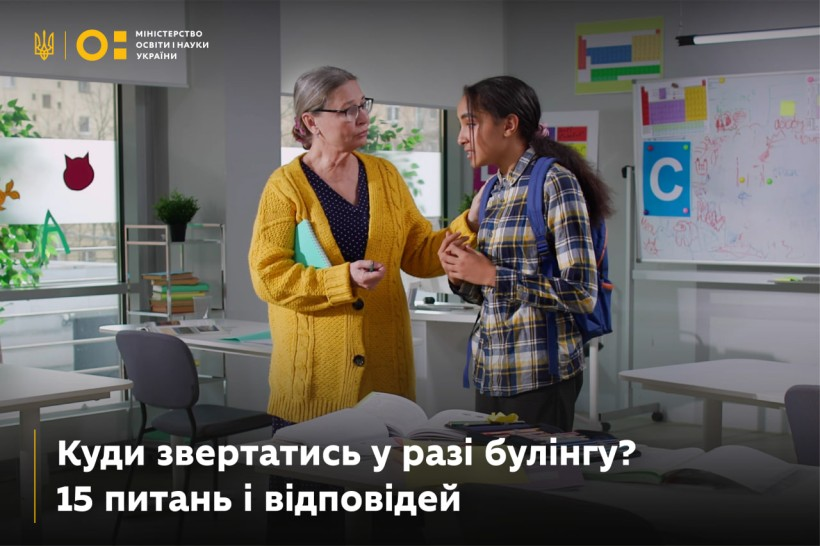 МІНІСТЕРСТВО
ОСВІТИ І НАУКИ
УКРАЇНИ
C
A
Куди звертатись у разі булінгу?
15 питань і відповідей